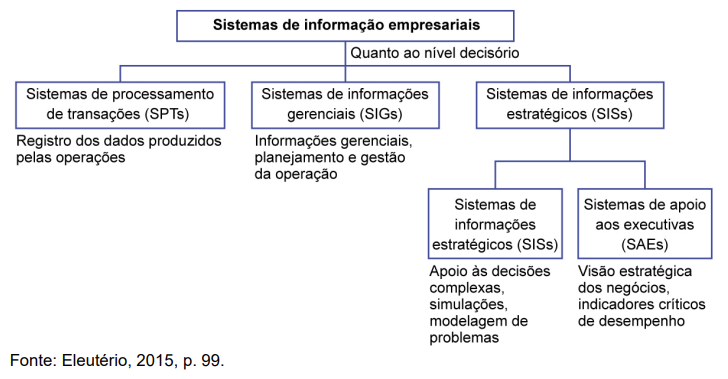 Sistemas de informação empresariais
Quanto ao nível decisório
Sistemas de processamento
de transações (SPTs)
Registro dos dados produzidos
pelas operações
Sistemas de informações
gerenciais (SIGs)
Informações gerenciais,
planejamento e gestão
da operação
Sistemas de informações
estratégicos (SISs)
Sistemas de
informações
estratégicos (SISs)
Apoio às decisões
complexas,
simulações,
modelagem de
problemas
Sistemas de apoio
aos executivas
(SAEs)
Visão estratégica
dos negócios,
indicadores críticos
de desempenho
Fonte: Eleutério, 2015, p. 99.